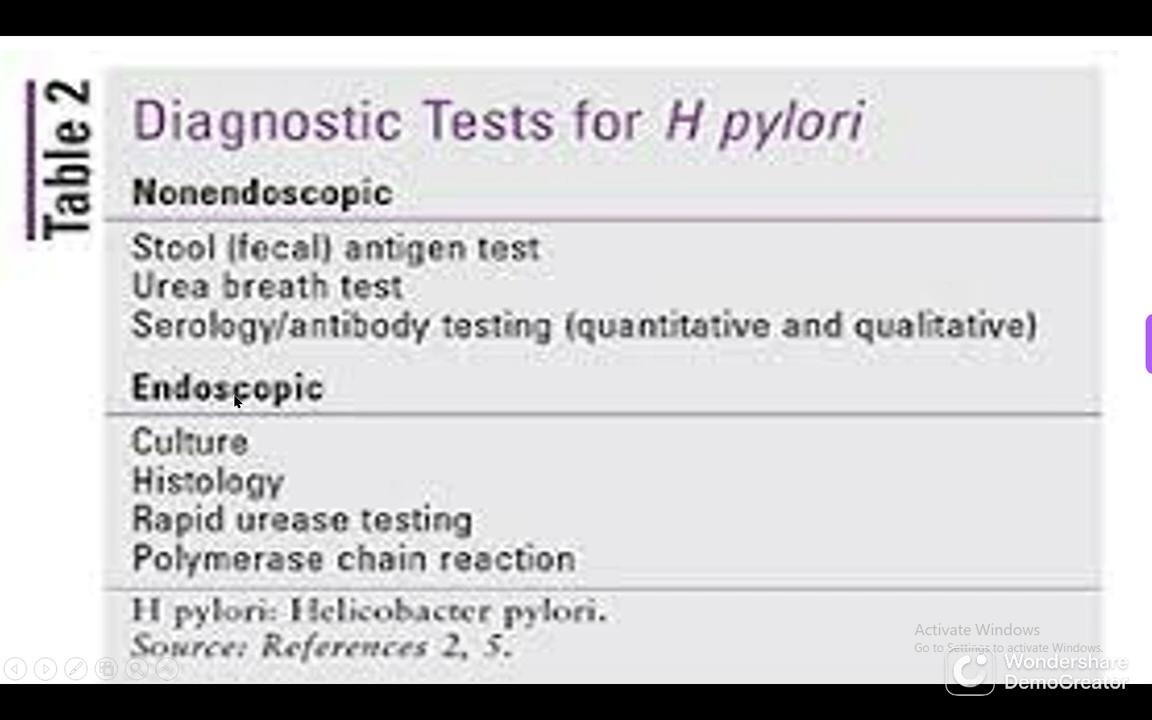 Table 2
Diagnostic Tests for H pylori
Nonendoscopic
Stool (fecal) antigen test
Urea breath test
Serology/antibody testing (quantitative and qualitative)
Endoscopic
Culture
Histology
Rapid urease testing
Polymerase chain reaction
H pylori: Helicobacter pylori.
Source: References 2, 5.
Activate Windows
Go to Settings to activate Windows.
Wondershare
DemoCreator